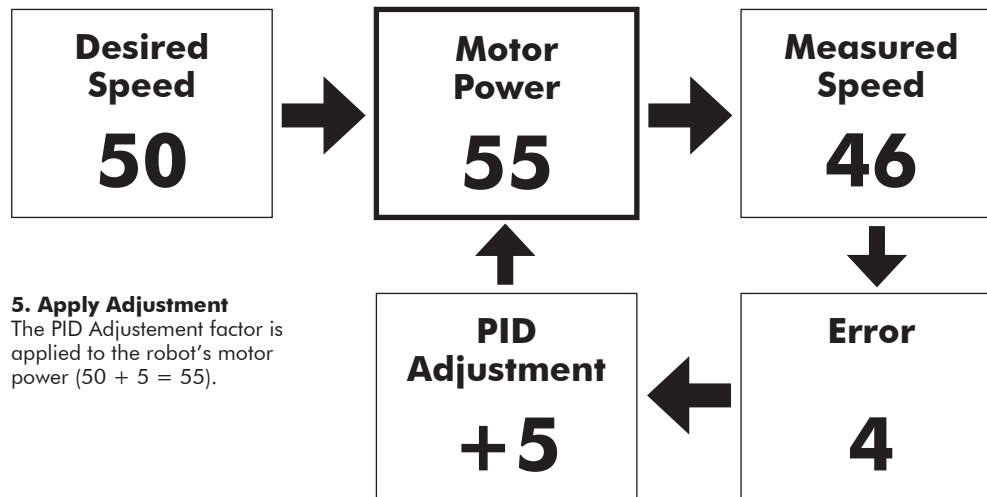 Desired
Speed
50
Motor
Power
55
Measured
Speed
46
5. Apply Adjustment
The PID Adjustement factor is
applied to the robot’s motor
power (50 + 5 = 55).
PID
Adjustment
+5
Error
4